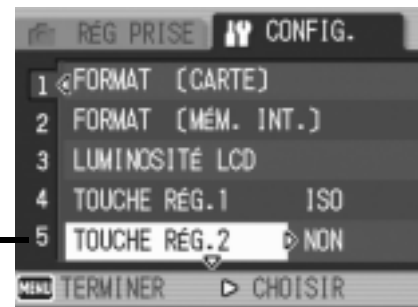 RÉG PRISE CONFIG.
1 FORMAT [CARTE]
2 FORMAT [MÉM. INT.]
3 LUMINOSITÉ LCD
4 TOUCHE RÉG.1 ISO
5 TOUCHE RÉG.2 NON
MENU TERMINER CHOISIR